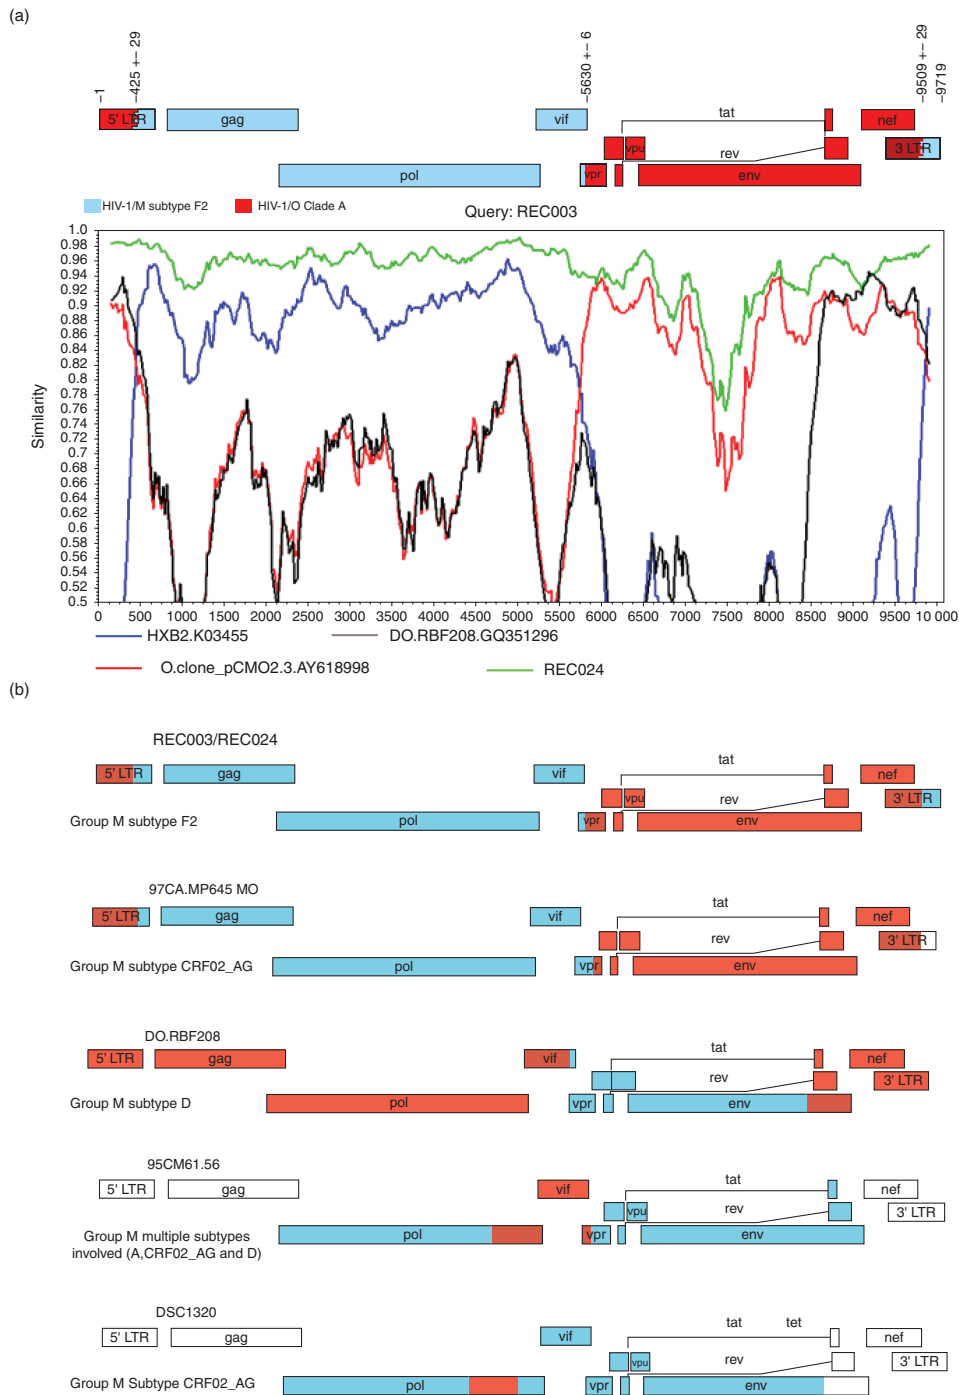 (a)
–1
–425 +– 29
–5630 +– 6
–9509 +– 29
–9719
5' LTR
gag
vif
tat
nef
vpu
rev
3 LTR
pol
vpr
env
HIV-1/M subtype F2
HIV-1/O Clade A
Query: REC003
Similarity
1.0
0.98
0.96
0.94
0.92
0.9
0.88
0.86
0.84
0.82
0.8
0.78
0.76
0.74
0.72
0.7
0.68
0.66
0.64
0.62
0.6
0.58
0.56
0.54
0.52
0.5
0 500 1000 1500 2000 2500 3000 3500 4000 4500 5000 5500 6000 6500 7000 7500 8000 8500 9000 9500 10 000
HXB2.K03455
DO.RBF208.GQ351296
O.clone_pCMO2.3.AY618998
REC024
(b)
REC003/REC024
tat
5' LTR
gag
vif
nef
vpu
rev
3' LTR
Group M subtype F2
pol
vpr
env
97CA.MP645 MO
tat
5' LTR
gag
vif
nef
rev
3' LTR
Group M subtype CRF02_AG
pol
vpr
env
DO.RBF208
tat
5' LTR
gag
vif
nef
rev
3' LTR
Group M subtype D
pol
vpr
env
95CM61.56
tat
5' LTR
gag
vif
nef
vpu
rev
3' LTR
Group M multiple subtypes
involved (A,CRF02_AG and D)
pol
vpr
env
DSC1320
tat tet
5' LTR
gag
vif
nef
vpu
rev
3' LTR
Group M Subtype CRF02_AG
pol
vpr
env